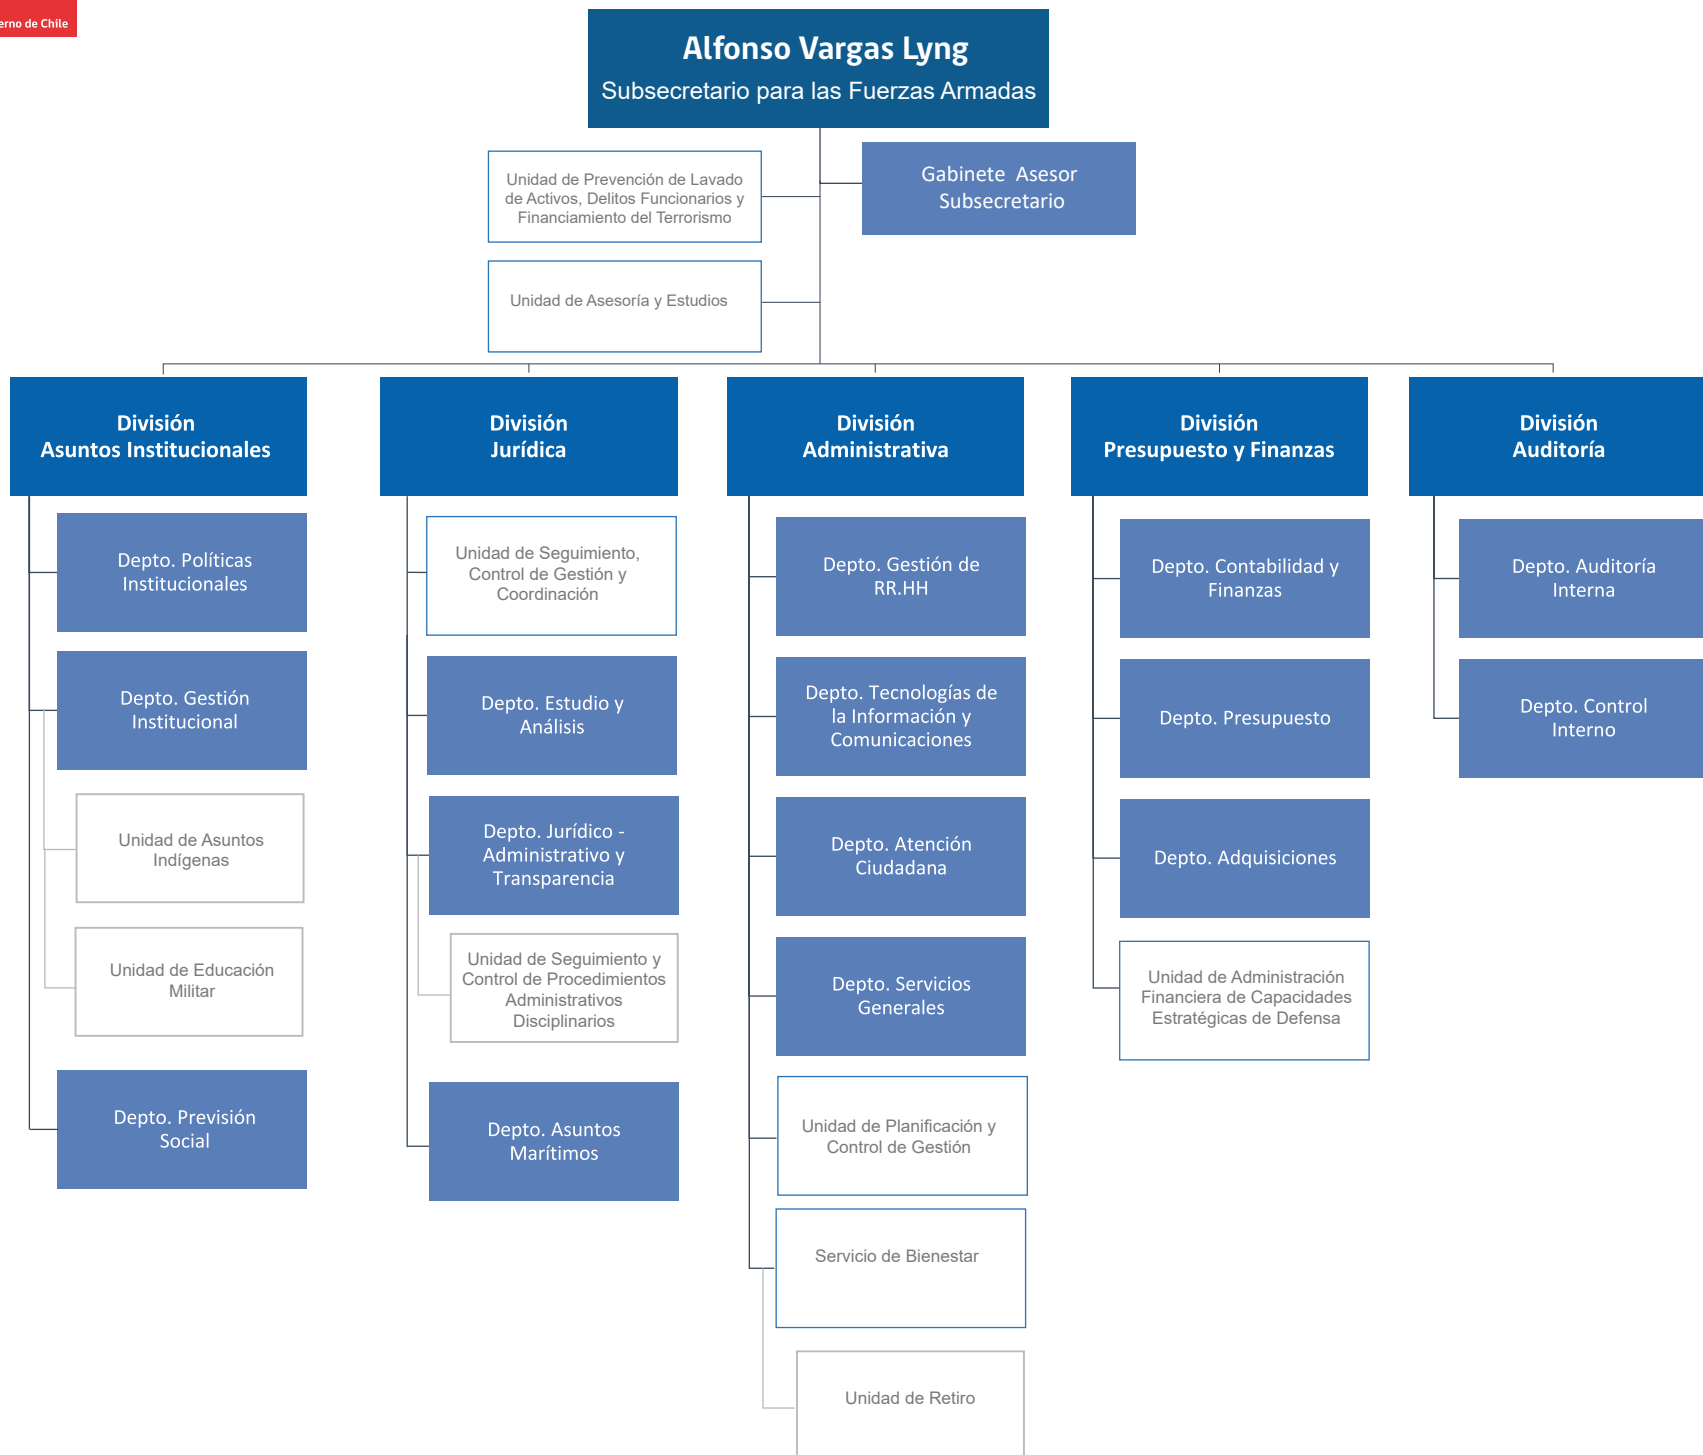 de Chile
Alfonso Vargas Lyng
Subsecretario para las Fuerzas Armadas
Unidad de Prevención de Lavado
de Activos, Delitos Funcionarios y
Financiamiento del Terrorismo
Gabinete Asesor
Subsecretario
Unidad de Asesoría y Estudios
División
Asuntos Institucionales
División
Jurídica
División
Administrativa
División
Presupuesto y Finanzas
División
Auditoría
Depto. Políticas
Institucionales
Depto. Gestión
Institucional
Unidad de Asuntos
Indígenas
Unidad de Educación
Militar
Depto. Previsión
Social
Unidad de Seguimiento,
Control de Gestión y
Coordinación
Depto. Estudio y
Análisis
Depto. Jurídico -
Administrativo y
Transparencia
Unidad de Seguimiento y
Control de Procedimientos
Administrativos
Disciplinarios
Depto. Asuntos
Marítimos
Depto. Gestión de
RR.HH
Depto. Tecnologías de
la Información y
Comunicaciones
Depto. Atención
Ciudadana
Depto. Servicios
Generales
Unidad de Planificación y
Control de Gestión
Servicio de Bienestar
Unidad de Retiro
Depto. Contabilidad y
Finanzas
Depto. Presupuesto
Depto. Adquisiciones
Unidad de Administración
Financiera de Capacidades
Estratégicas de Defensa
Depto. Auditoría
Interna
Depto. Control
Interno